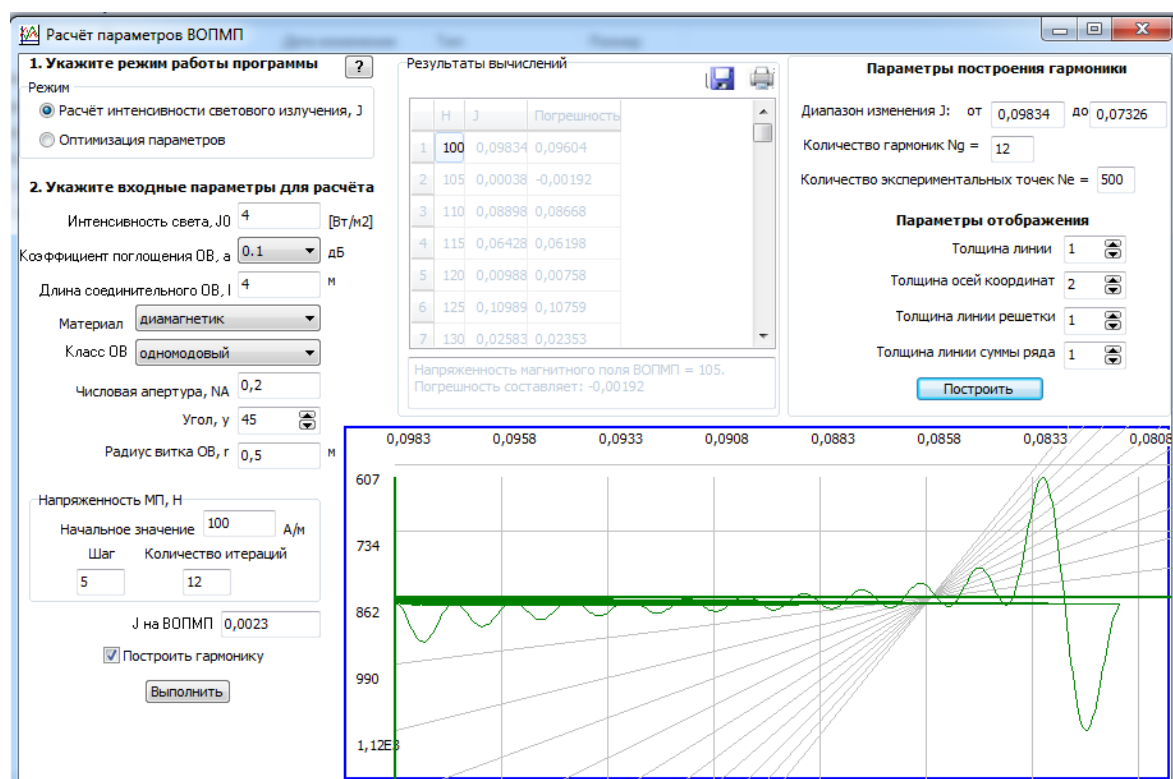 Расчёт параметров ВОПМП
1. Укажите режим работы программы
?
Режим
Расчёт интенсивности светового излучения, J
Оптимизация параметров
2. Укажите входные параметры для расчёта
Интенсивность света, J0 4 [Вт/м2]
Коэффициент поглощения ОВ, а 0.1 дБ
Длина соединительного ОВ, l 4 м
Материал диамагнетик
Класс ОВ одномодовый
Числовая апертура, NA 0,2
Угол, у 45
Радиус витка ОВ, r 0,5 м
Напряженность МП, Н
Начальное значение 100 А/м
Шаг Количество итераций
5 12
J на ВОПМП 0,0023
Построить гармонику
Выполнить
Результаты вычислений
H J Погрешность
1 100 0,09834 0,09604
2 105 0,00038 -0,00192
3 110 0,08898 0,08668
4 115 0,06428 0,06198
5 120 0,00988 0,00758
6 125 0,10989 0,10759
7 130 0,02583 0,02353
Напряженность магнитного поля ВОПМП = 105.
Погрешность составляет: -0,00192
Параметры построения гармоники
Диапазон изменения J: от 0,09834 до 0,07326
Количество гармоник Ng = 12
Количество экспериментальных точек Ne = 500
Параметры отображения
Толщина линии 1
Толщина осей координат 2
Толщина линии решетки 1
Толщина линии суммы ряда 1
Построить
0,0983 0,0958 0,0933 0,0908 0,0883 0,0858 0,0833 0,0808
607
734
862
990
1,12E3